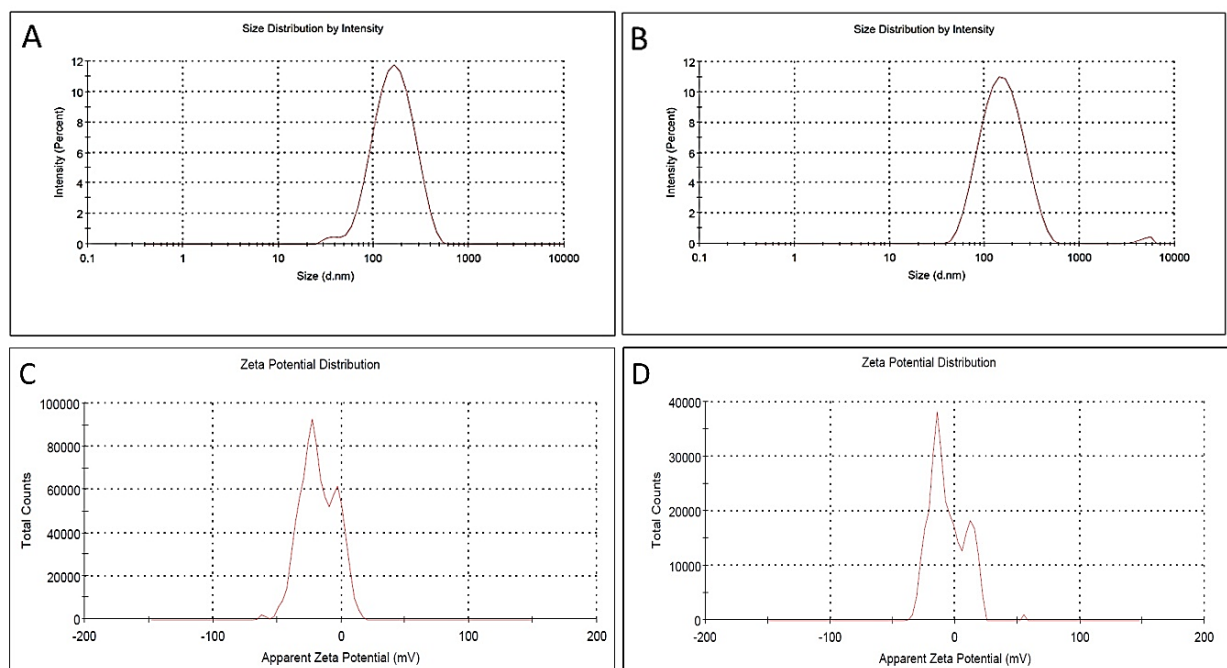 A
Size Distribution by Intensity
Intensity (Percent)
12
10
8
6
4
2
0
0.1 1 10 100 1000 10000
Size (d.nm)
B
Size Distribution by Intensity
Intensity (Percent)
12
10
8
6
4
2
0
0.1 1 10 100 1000 10000
Size (d.nm)
C
Zeta Potential Distribution
Total Counts
100000
80000
60000
40000
20000
0
-200 -100 0 100 200
Apparent Zeta Potential (mV)
D
Zeta Potential Distribution
Total Counts
40000
30000
20000
10000
0
-200 -100 0 100 200
Apparent Zeta Potential (mV)